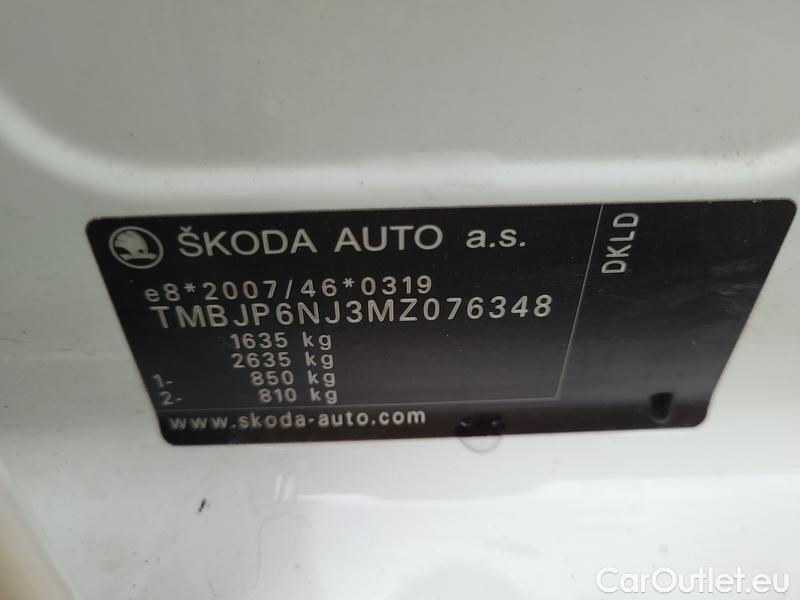 ŠKODA AUTO a.s.
e8*2007/46*0319
TMBJP6NJ3MZ076348
1635 kg
2635 kg
1- 850 kg
2- 810 kg
www.skoda-auto.com
DKLD
CarOutlet.eu